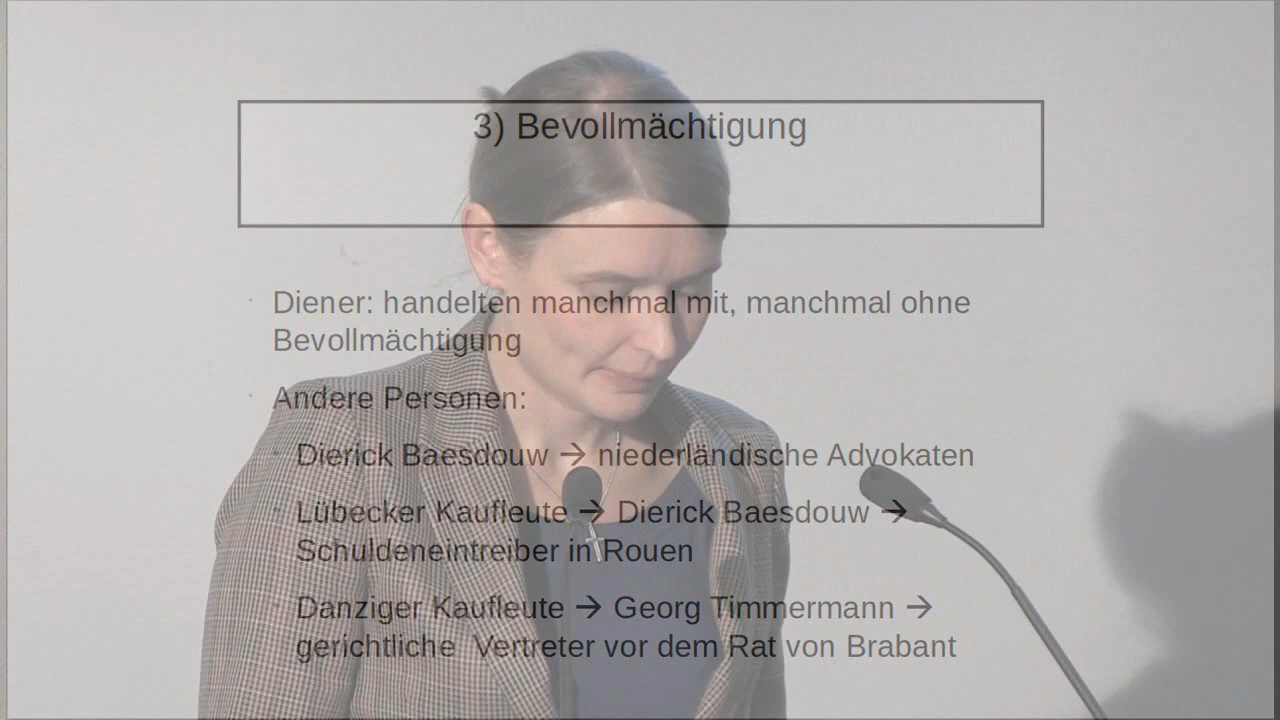 3) Bevollmächtigung
Diener: handelten manchmal mit, manchmal ohne
Bevollmächtigung
Andere Personen:
Dierick Baesdouw → niederländische Advokaten
Lübecker Kaufleute → Dierick Baesdouw →
Schuldeneintreiber in Rouen
Danziger Kaufleute → Georg Timmermann →
gerichtliche  Vertreter vor dem Rat von Brabant